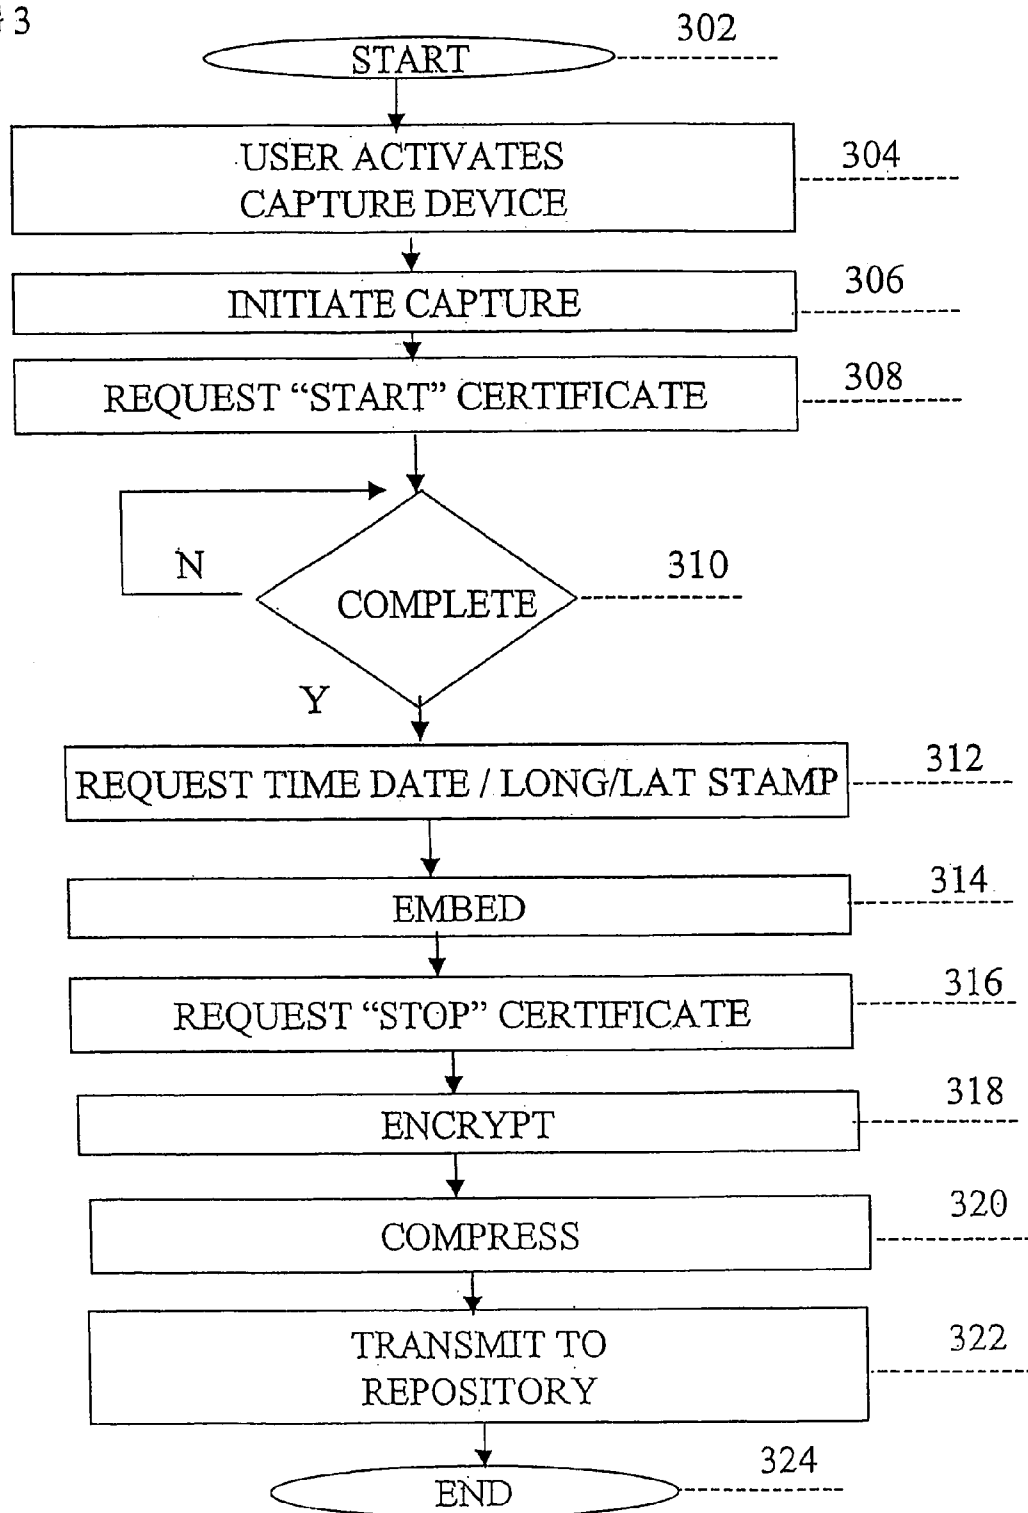 3
START 302
USER ACTIVATES 304
CAPTURE DEVICE
INITIATE CAPTURE 306
REQUEST “START” CERTIFICATE 308
N
COMPLETE 310
Y
REQUEST TIME DATE / LONG/LAT STAMP 312
EMBED 314
REQUEST “STOP” CERTIFICATE 316
ENCRYPT 318
COMPRESS 320
TRANSMIT TO 322
REPOSITORY
END 324